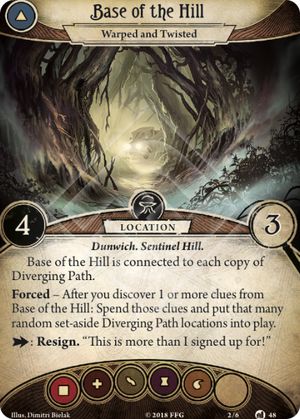 Base of the Hill
Warped and Twisted
4
LOCATION
3
Dunwich. Sentinel Hill.
Base of the Hill is connected to each copy of
Diverging Path.
Forced – After you discover 1 or more clues from
Base of the Hill: Spend those clues and put that many
random set-aside Diverging Path locations into play.
: Resign. “This is more I signed up for!”
Illus. Dimitri Bielak
© 2018 FFG
2/6
48